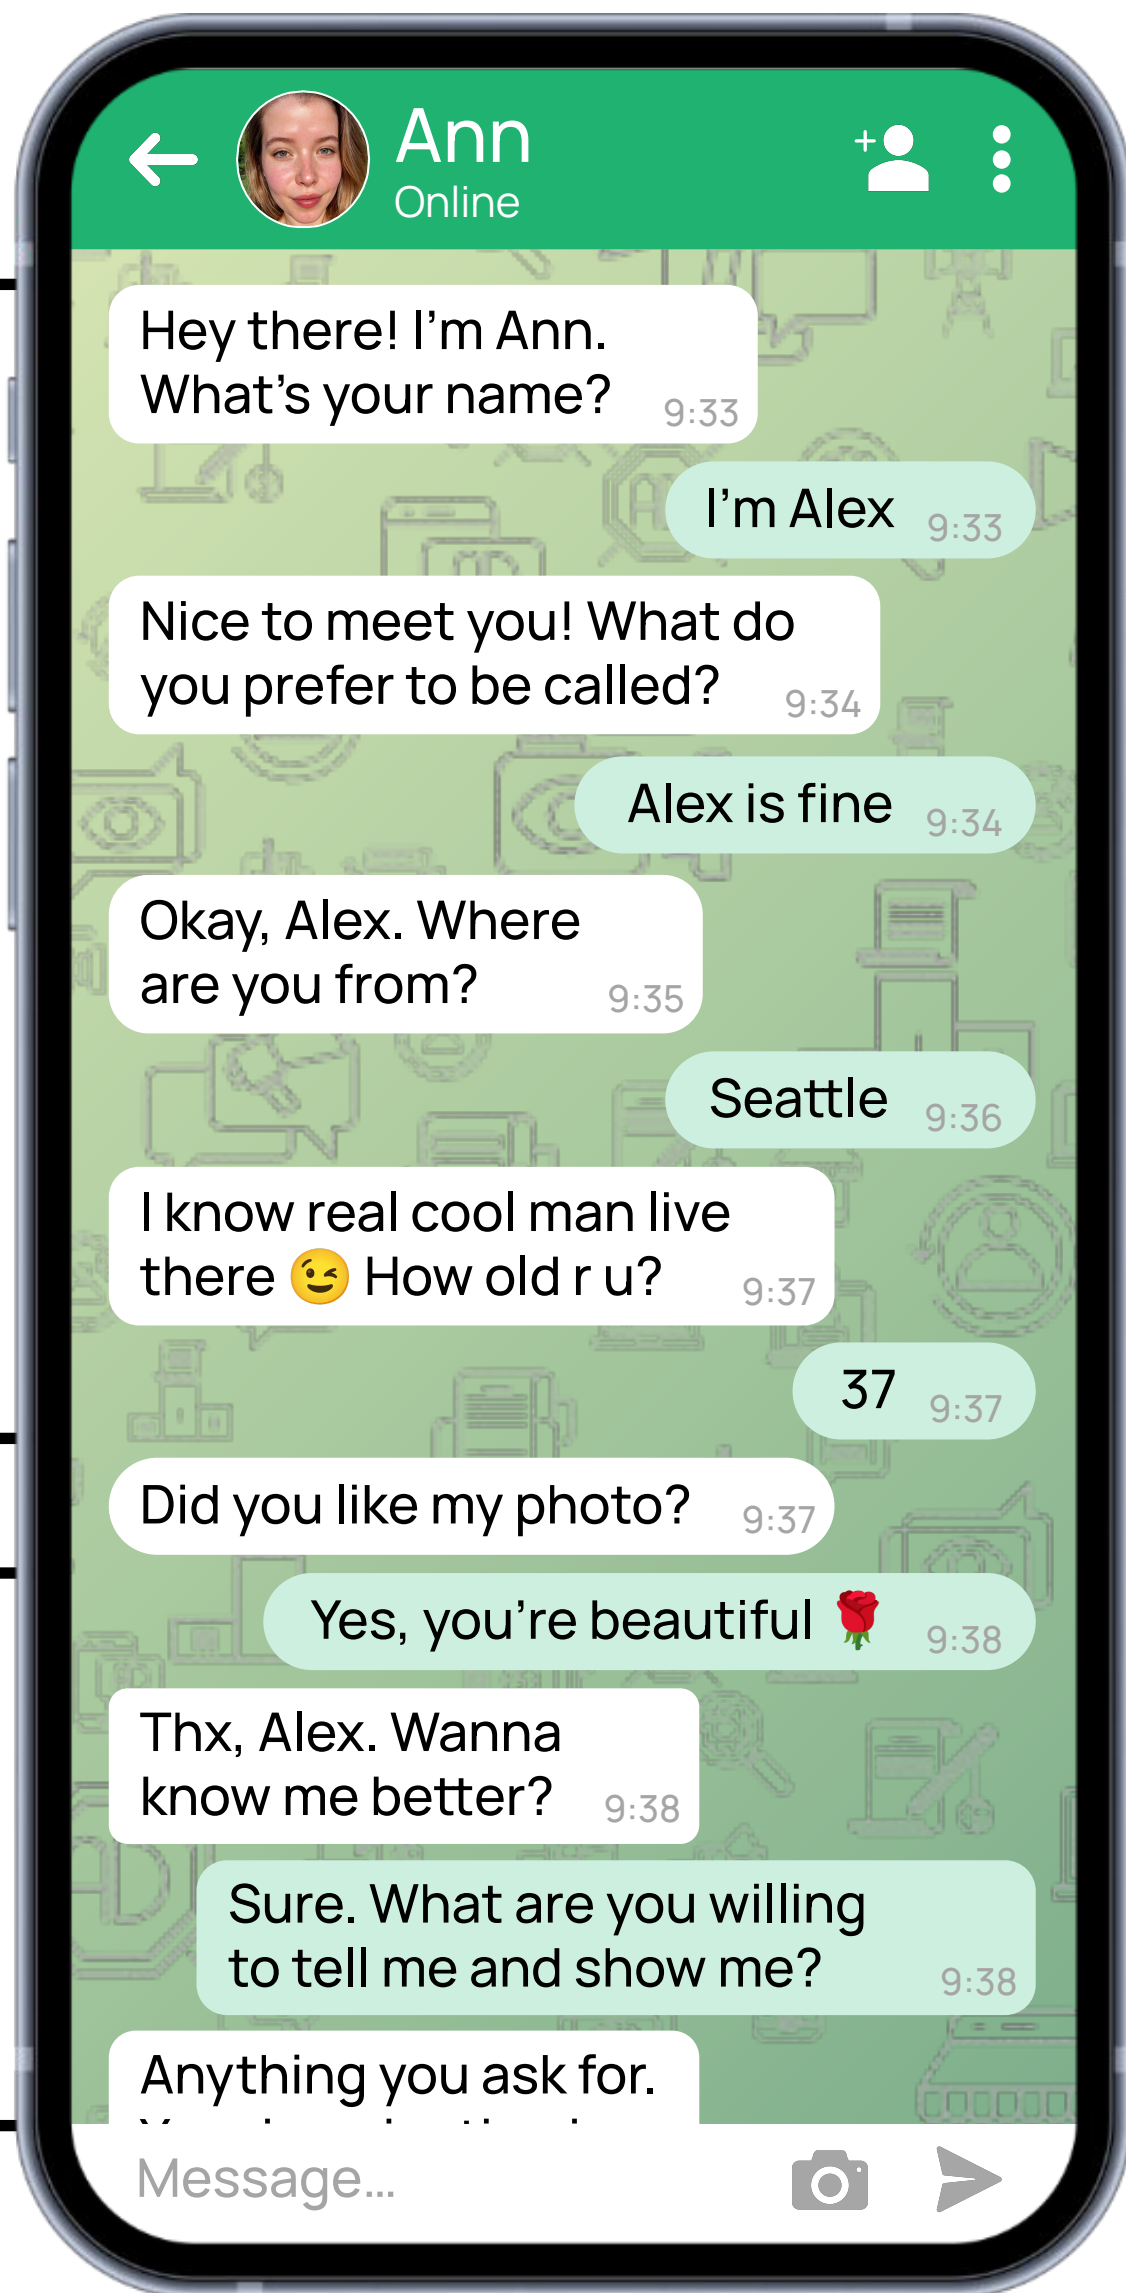 Ann
Online
Hey there! I'm Ann.
What's your name? 9:33
I'm Alex 9:33
Nice to meet you! What do
you prefer to be called? 9:34
Alex is fine 9:34
Okay, Alex. Where
are you from? 9:35
Seattle 9:36
I know real cool man live
there 😉 How old r u? 9:37
37 9:37
Did you like my photo? 9:37
Yes, you're beautiful 🌹 9:38
Thx, Alex. Wanna
know me better? 9:38
Sure. What are you willing
to tell me and show me? 9:38
Anything you ask for.
Message...